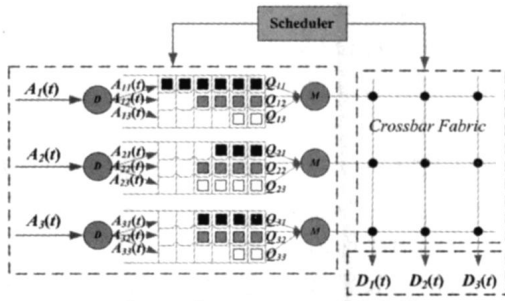 Scheduler
A1(t)
D
A11(t)
A22(t)
A13(t)
Q11
Q12
Q13
M
Crossbar Fabric
A2(t)
D
A21(t)
A22(t)
A23(t)
Q21
Q22
Q23
M
A3(t)
D
A31(t)
A32(t)
A33(t)
Q31
Q32
Q33
M
D1(t) D2(t) D3(t)